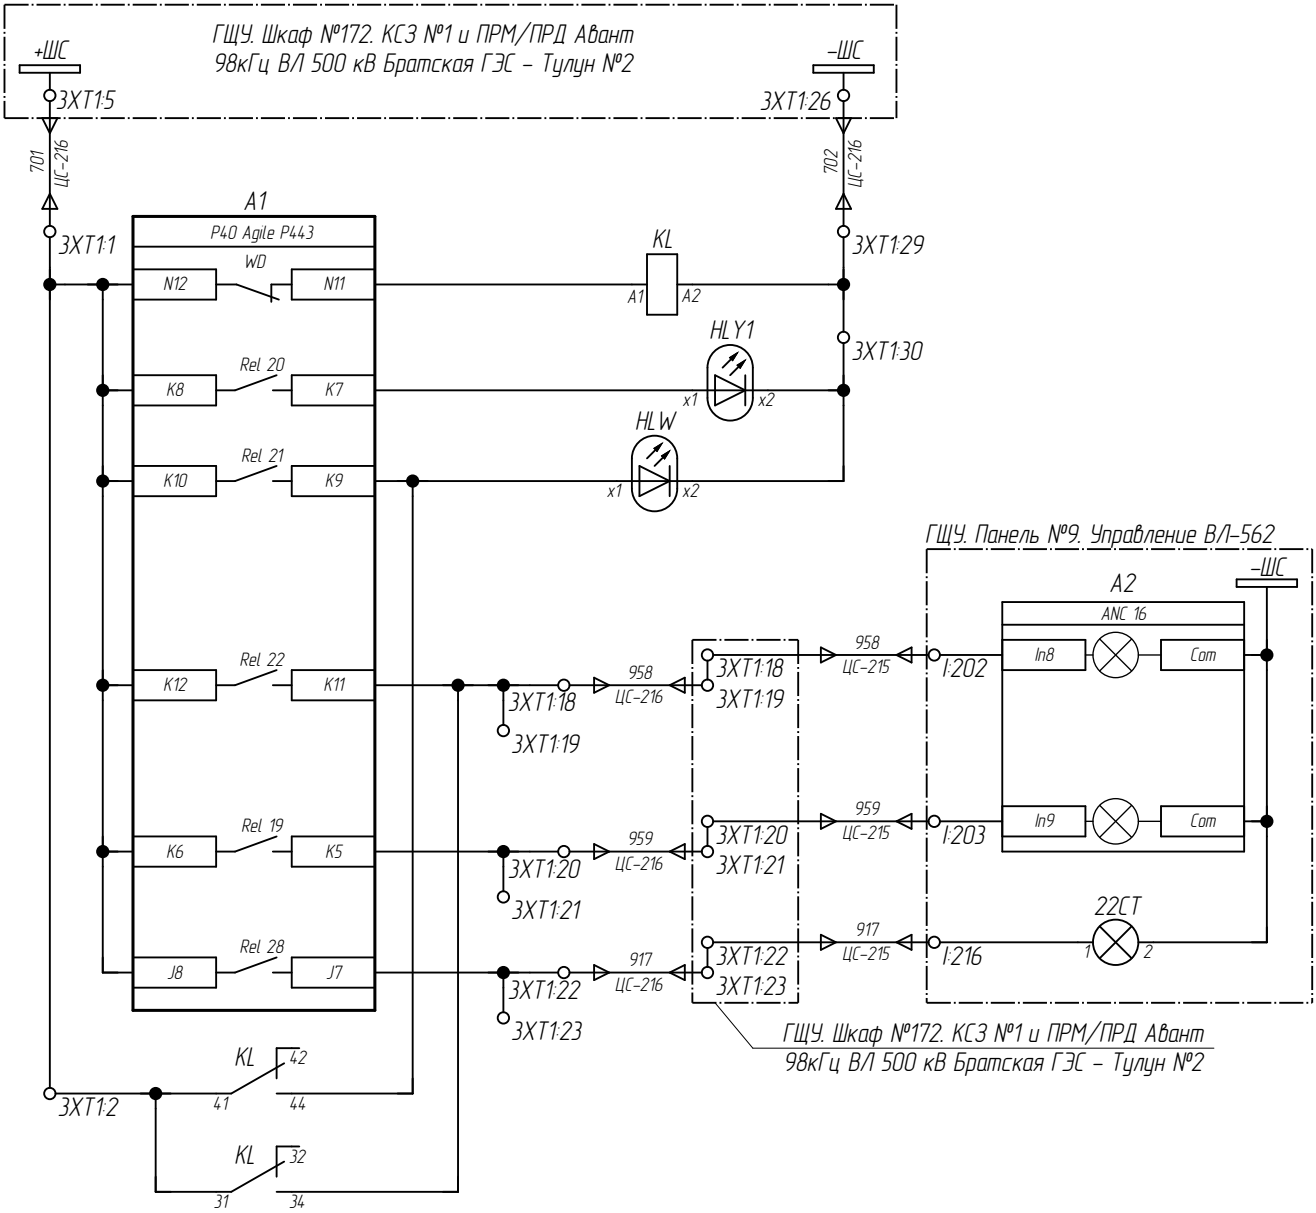 ГЩУ. Шкаф №172. КСЗ №1 и ПРМ/ПРД Авант
98кГц ВЛ 500 кВ Братская ГЭС – Тулун №2
+ШС
–ШС
3XT1:5
3XT1:26
701
ЦС-216
702
ЦС-216
3XT1:1
3XT1:29
A1
P40 Agile P443
WD
N12
N11
KL
A1
A2
HLY1
3XT1:30
Rel 20
K8
K7
x1
x2
HLW
Rel 21
K10
K9
x1
x2
ГЩУ. Панель №9. Управление ВЛ-562
–ШС
A2
ANC 16
Rel 22
K12
K11
3XT1:18
3XT1:19
958
ЦС-216
3XT1:18
3XT1:19
958
ЦС-215
I:202
In8
Com
Rel 19
K6
K5
3XT1:20
3XT1:21
959
ЦС-216
3XT1:20
3XT1:21
959
ЦС-215
I:203
In9
Com
Rel 28
J8
J7
3XT1:22
3XT1:23
917
ЦС-216
3XT1:22
3XT1:23
917
ЦС-215
I:216
22СТ
1
2
ГЩУ. Шкаф №172. КСЗ №1 и ПРМ/ПРД Авант
98кГц ВЛ 500 кВ Братская ГЭС – Тулун №2
3XT1:2
KL
42
41
44
KL
32
31
34